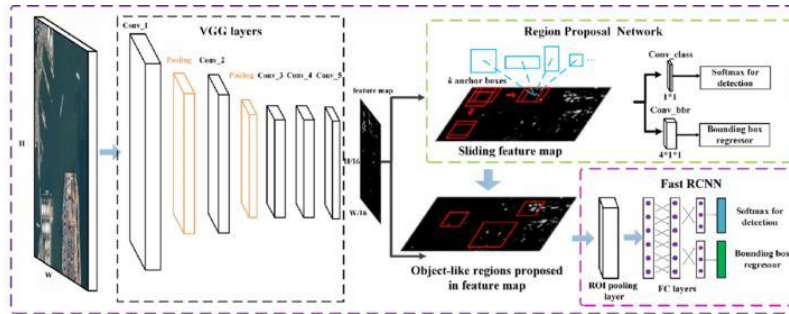 VGG layers
Conv_1
Pooling
Conv_2
Pooling
Conv_3
Conv_4
Conv_5
H
W
feature map
H/16
W/16
Region Proposal Network
k anchor boxes
...
Sliding feature map
Conv_class
1*1
Softmax for
detection
Conv_bbr
4*1*1
Bounding box
regressor
Object-like regions proposed
in feature map
Fast RCNN
ROI pooling
layer
FC layers
Softmax for
detection
Bounding box
regressor